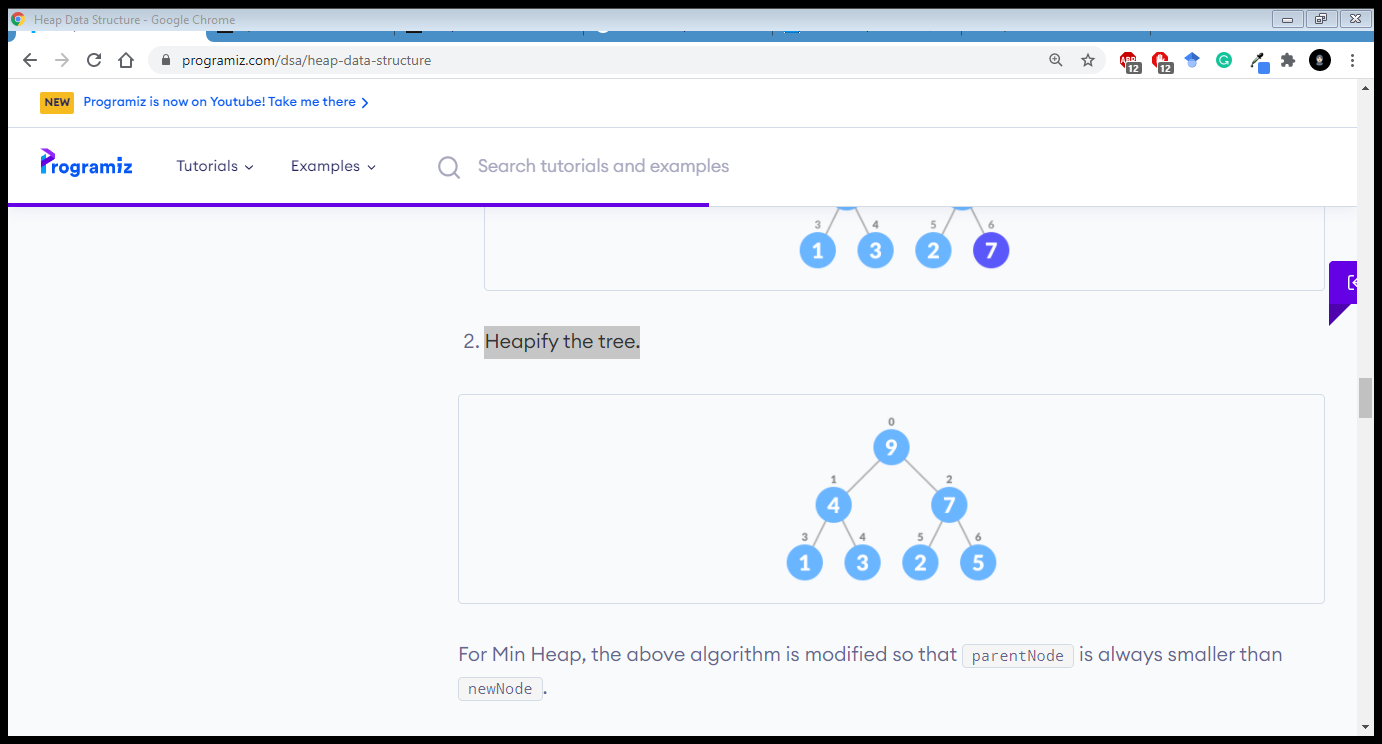 Heap Data Structure - Google Chrome
programiz.com/dsa/heap-data-structure
ABP 12 12
NEW Programiz is now on Youtube! Take me there
Programiz Tutorials Examples Search tutorials and examples
3 4 5 6
1 3 2 7
2. Heapify the tree.
0
9
1 2
4 7
3 4 5 6
1 3 2 5
For Min Heap, the above algorithm is modified so that parentNode is always smaller than
newNode.